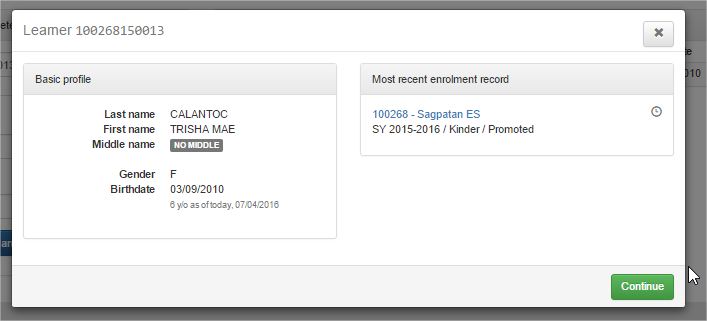 Learner 100268150013
Basic profile
Last name CALANTOC
First name TRISHA MAE
Middle name NO MIDDLE
Gender F
Birthdate 03/09/2010
6 y/o as of today, 07/04/2016
Most recent enrolment record
100268 - Sagpatan ES
SY 2015-2016 / Kinder / Promoted
Continue